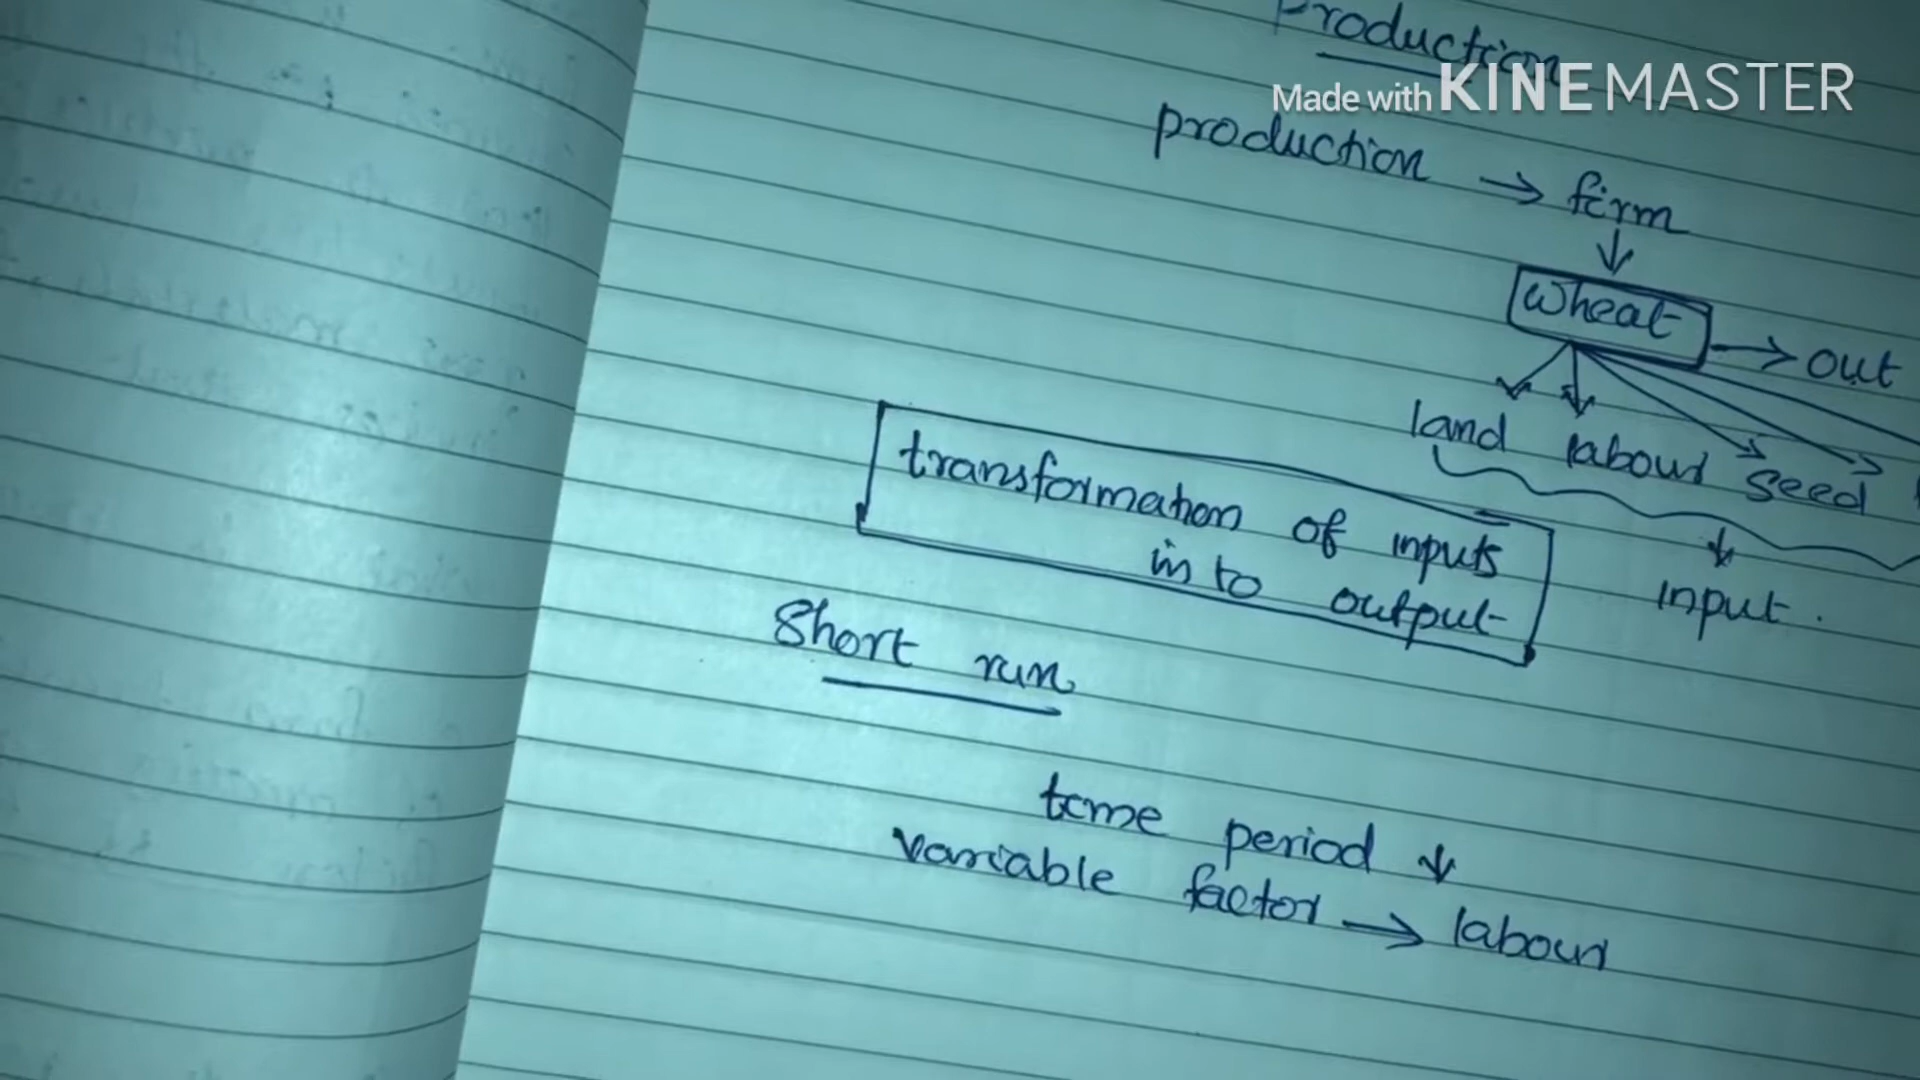 Production
Made with KINEMASTER
production → firm
↓
Wheat → out
land labour seed
transformation of inputs
in to output
input.
Short run
time period ↓
variable factor → labour